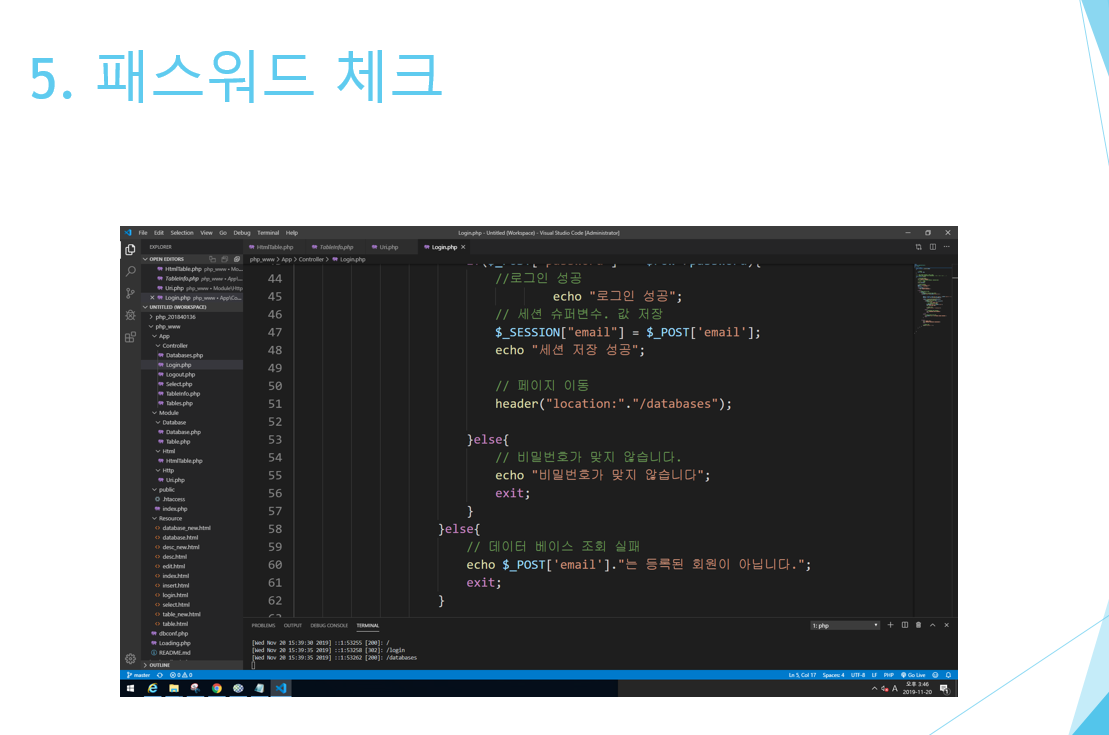 5. 패스워드 체크
File Edit Selection View Go Debug Terminal Help
Login.php - Untitled (Workspace) - Visual Studio Code [Administrator]
EXPLORER
HtmlTable.php TableInfo.php Uri.php Login.php
OPEN EDITORS
php_www > App > Controller > Login.php
HtmlTable.php php_www • Mo...
TableInfo.php php_www • App\...
Uri.php php_www • Module\Http
Login.php php_www • App\Co...
UNTITLED (WORKSPACE)
php_201840136
php_www
App
Controller
Databases.php
Login.php
Logout.php
Select.php
TableInfo.php
Tables.php
Module
Database
Database.php
Table.php
Html
HtmlTable.php
Http
Uri.php
public
.htaccess
index.php
Resource
database_new.html
database.html
desc_new.html
desc.html
edit.html
index.html
insert.html
login.html
select.html
table_new.html
table.html
dbconf.php
Loading.php
README.md
OUTLINE
44 //로그인 성공
45 echo "로그인 성공";
46 // 세션 슈퍼변수. 값 저장
47 $_SESSION["email"] = $_POST['email'];
48 echo "세션 저장 성공";
49
50 // 페이지 이동
51 header("location:"."/databases");
52
53 }else{
54 // 비밀번호가 맞지 않습니다.
55 echo "비밀번호가 맞지 않습니다";
56 exit;
57 }
58 }else{
59 // 데이터 베이스 조회 실패
60 echo $_POST['email']."는 등록된 회원이 아닙니다.";
61 exit;
62 }
PROBLEMS OUTPUT DEBUG CONSOLE TERMINAL
1: php
[Wed Nov 20 15:39:30 2019] ::1:53255 [200]: /
[Wed Nov 20 15:39:35 2019] ::1:53258 [302]: /login
[Wed Nov 20 15:39:35 2019] ::1:53262 [200]: /databases
master 0 0
Ln 5, Col 17 Spaces: 4 UTF-8 LF PHP Go Live
A 오후 3:46
2019-11-20